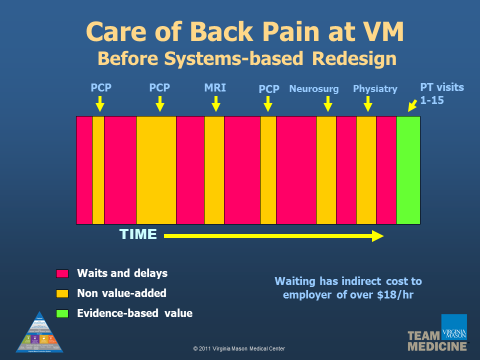 Care of Back Pain at VM
Before Systems-based Redesign
PCP
PCP
MRI
PCP
Neurosurg
Physiatry
PT visits
1-15
TIME
Waits and delays
Non value-added
Evidence-based value
Waiting has indirect cost to
employer of over $18/hr
© 2011 Virginia Mason Medical Center
VIRGINIA
MASON
TEAM
MEDICINE